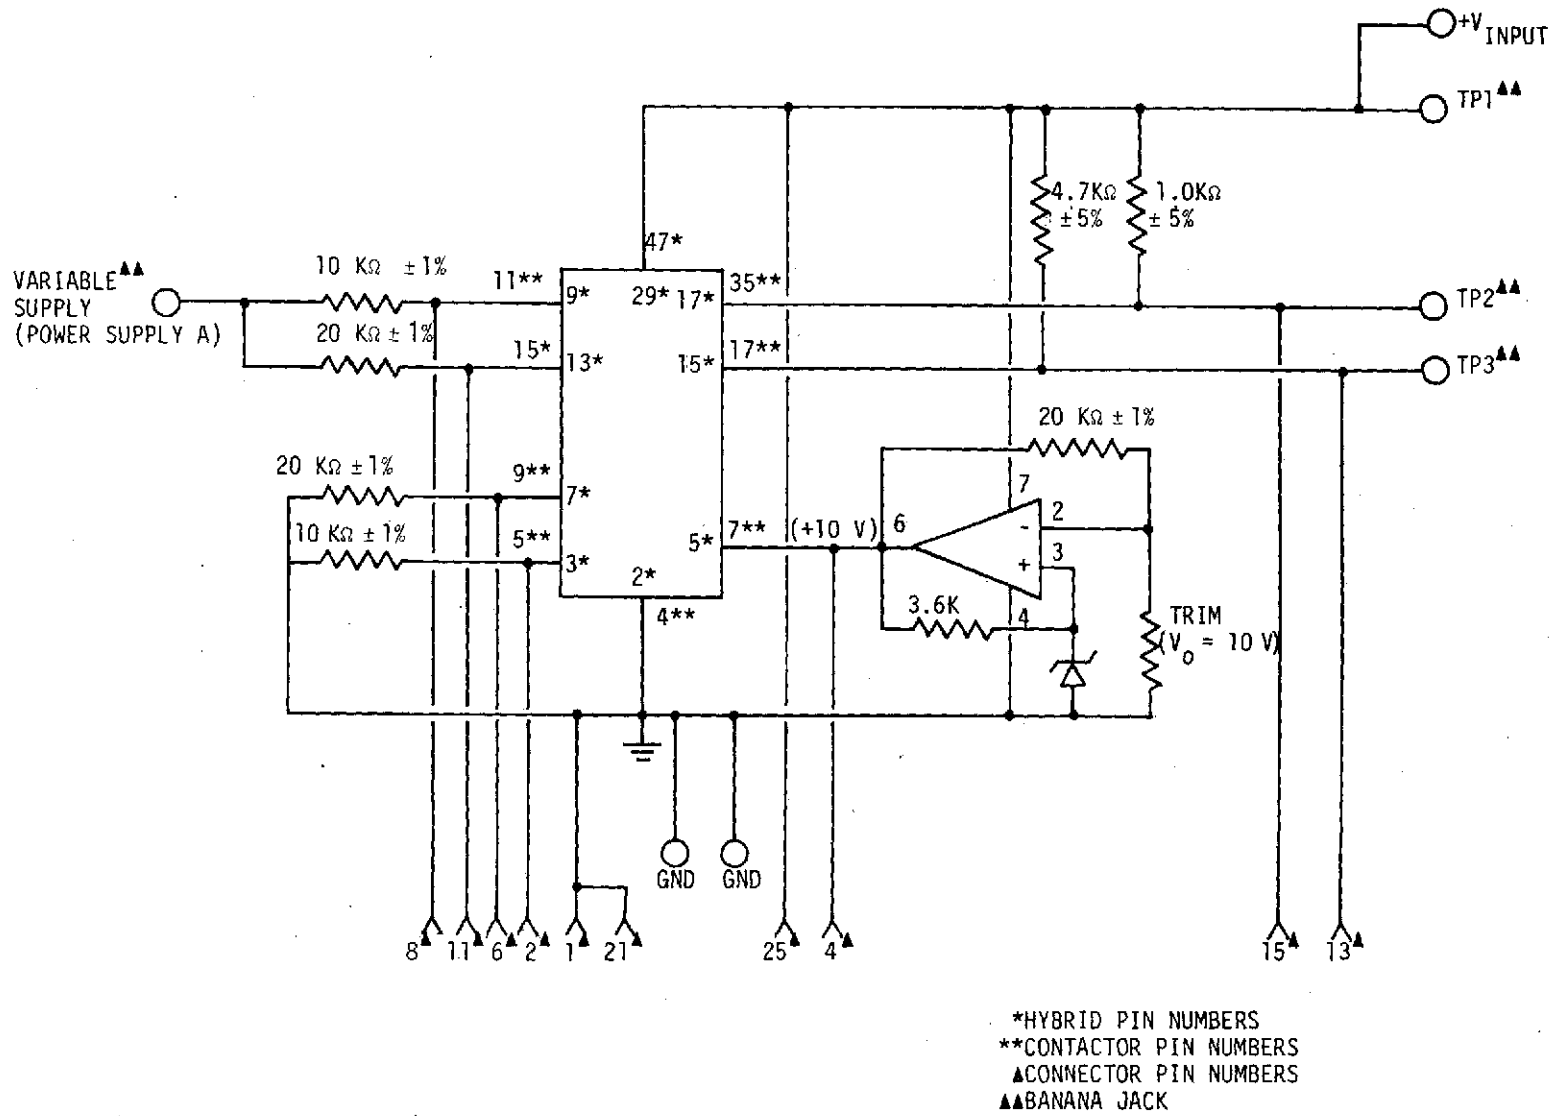 +V INPUT
TP1▲▲
4.7KΩ
±5%
1.0KΩ
±5%
47*
10 KΩ ±1%
VARIABLE▲▲
SUPPLY
(POWER SUPPLY A)
11**
9*
29* 17*
35**
TP2▲▲
20 KΩ ±1%
15*
13*
15*
17**
TP3▲▲
20 KΩ ±1%
20 KΩ ±1%
9**
7*
7
2
-
10 KΩ ±1%
5**
3*
5*
7**
(+10 V)
6
3
+
2*
4**
3.6K
4
TRIM
(Vo = 10 V)
GND
GND
8▲
11▲
6▲
2▲
1▲
21▲
25▲
4▲
15▲
13▲
*HYBRID PIN NUMBERS
**CONTACTOR PIN NUMBERS
▲CONNECTOR PIN NUMBERS
▲▲BANANA JACK